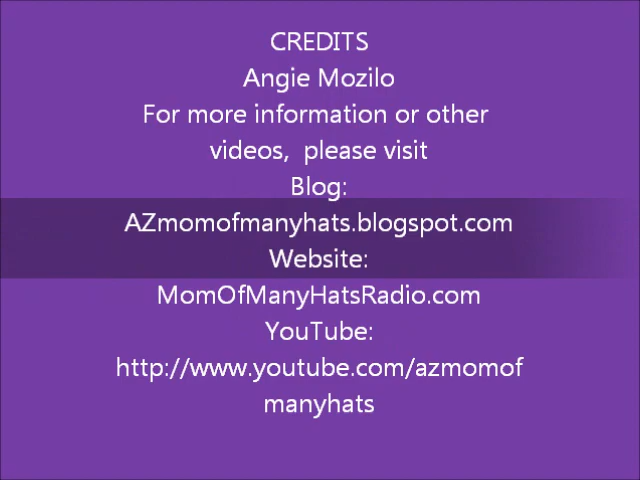 CREDITS
Angie Mozilo
For more information or other
videos,  please visit
Blog:
AZmomofmanyhats.blogspot.com
Website:
MomOfManyHatsRadio.com
YouTube:
http://www.youtube.com/azmomof
manyhats